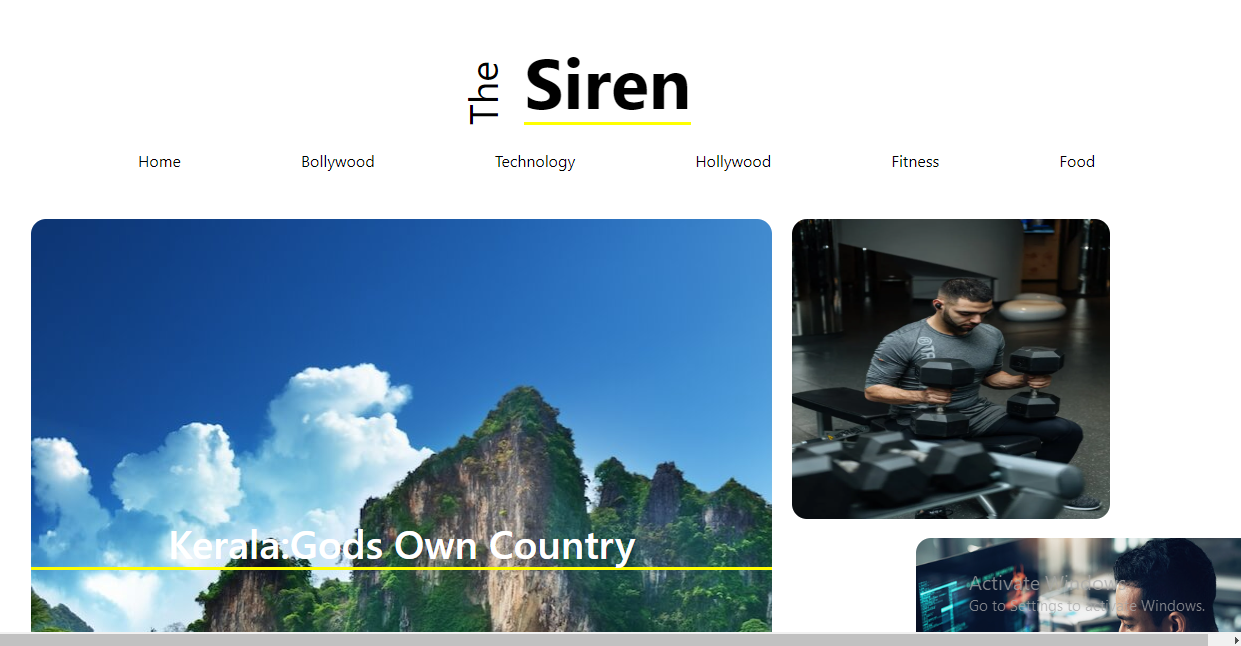 The Siren
Home Bollywood Technology Hollywood Fitness Food
Kerala:Gods Own Country
Activate Windows
Go to Settings to activate Windows.